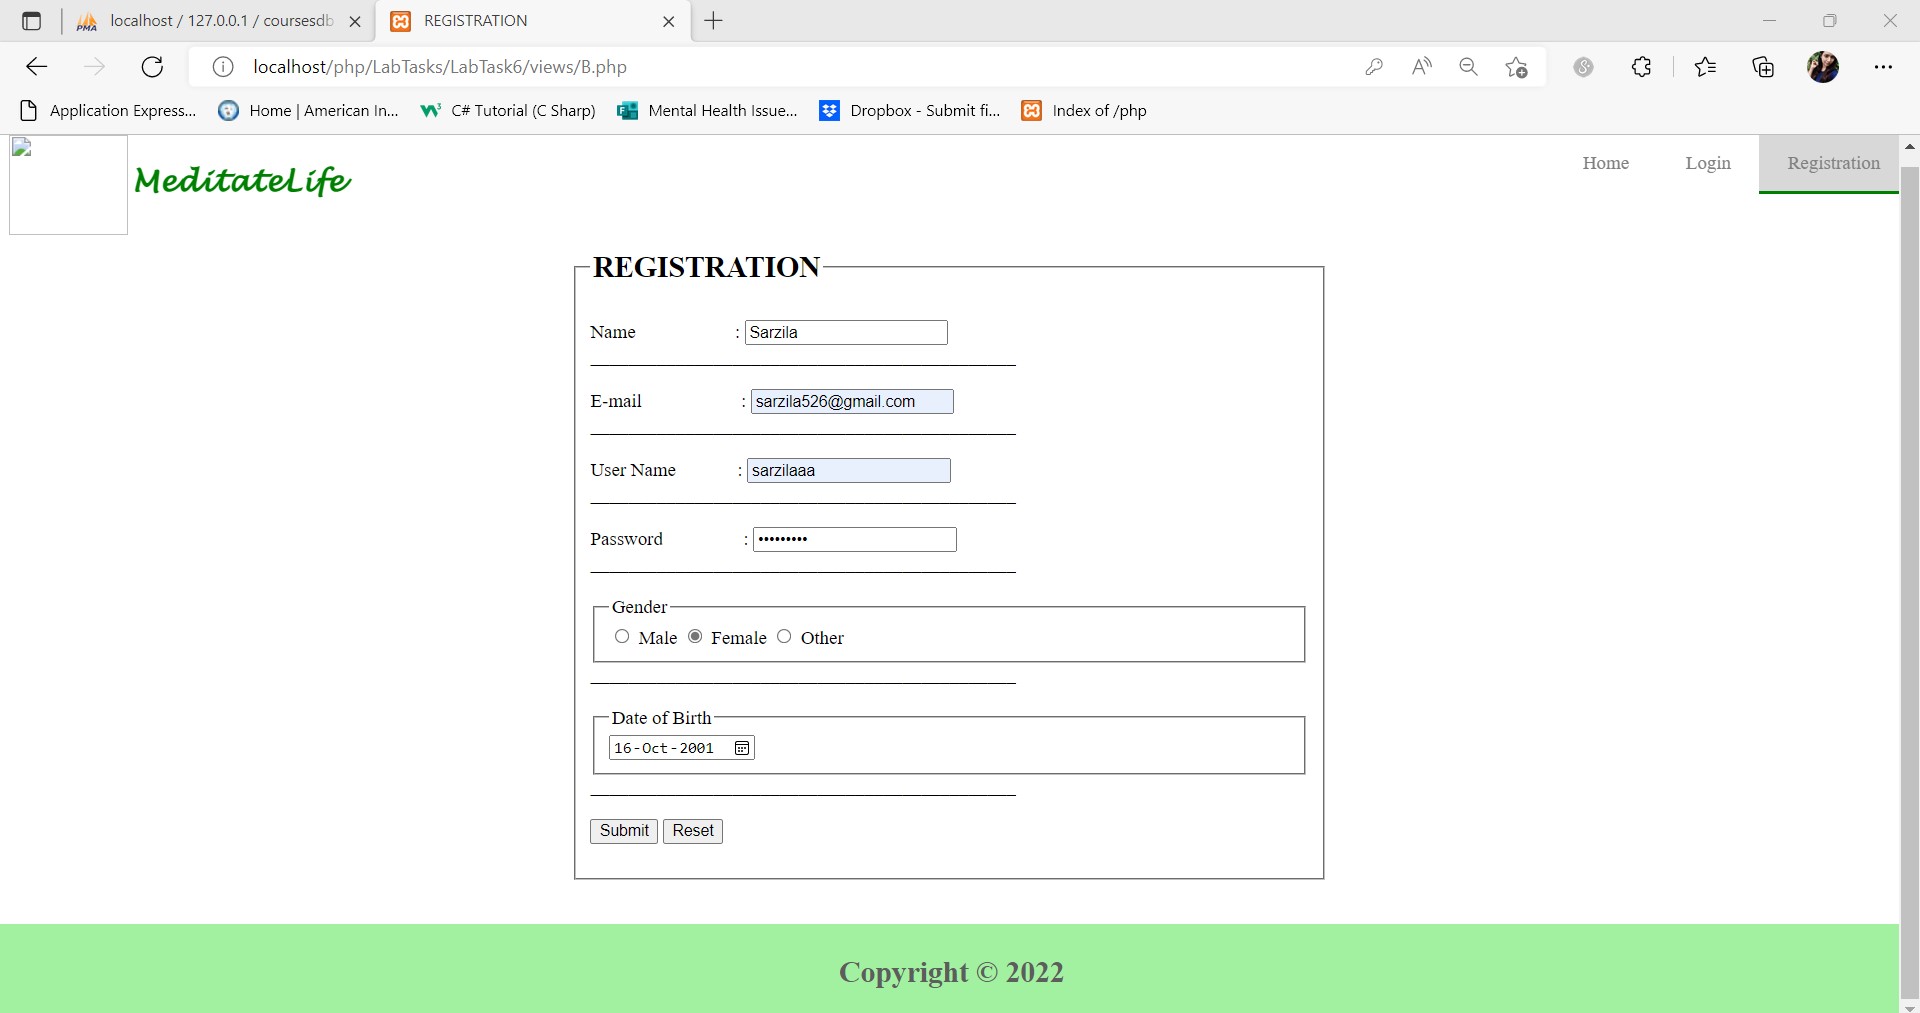 localhost / 127.0.0.1 / coursesdb
REGISTRATION
localhost/php/LabTasks/LabTask6/views/B.php
Application Express...
Home | American In...
C# Tutorial (C Sharp)
Mental Health Issue...
Dropbox - Submit fi...
Index of /php
MeditateLife
Home
Login
Registration
REGISTRATION
Name : Sarzila
E-mail : sarzila526@gmail.com
User Name : sarzilaaa
Password : •••••••••
Gender
Male Female Other
Date of Birth
16-Oct-2001
Submit Reset
Copyright © 2022